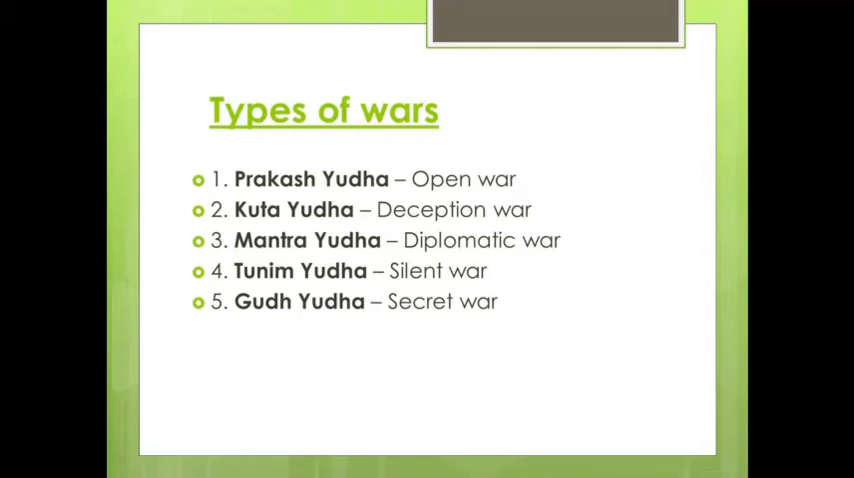 Types of wars
1. Prakash Yudha – Open war
2. Kuta Yudha – Deception war
3. Mantra Yudha – Diplomatic war
4. Tunim Yudha – Silent war
5. Gudh Yudha – Secret war